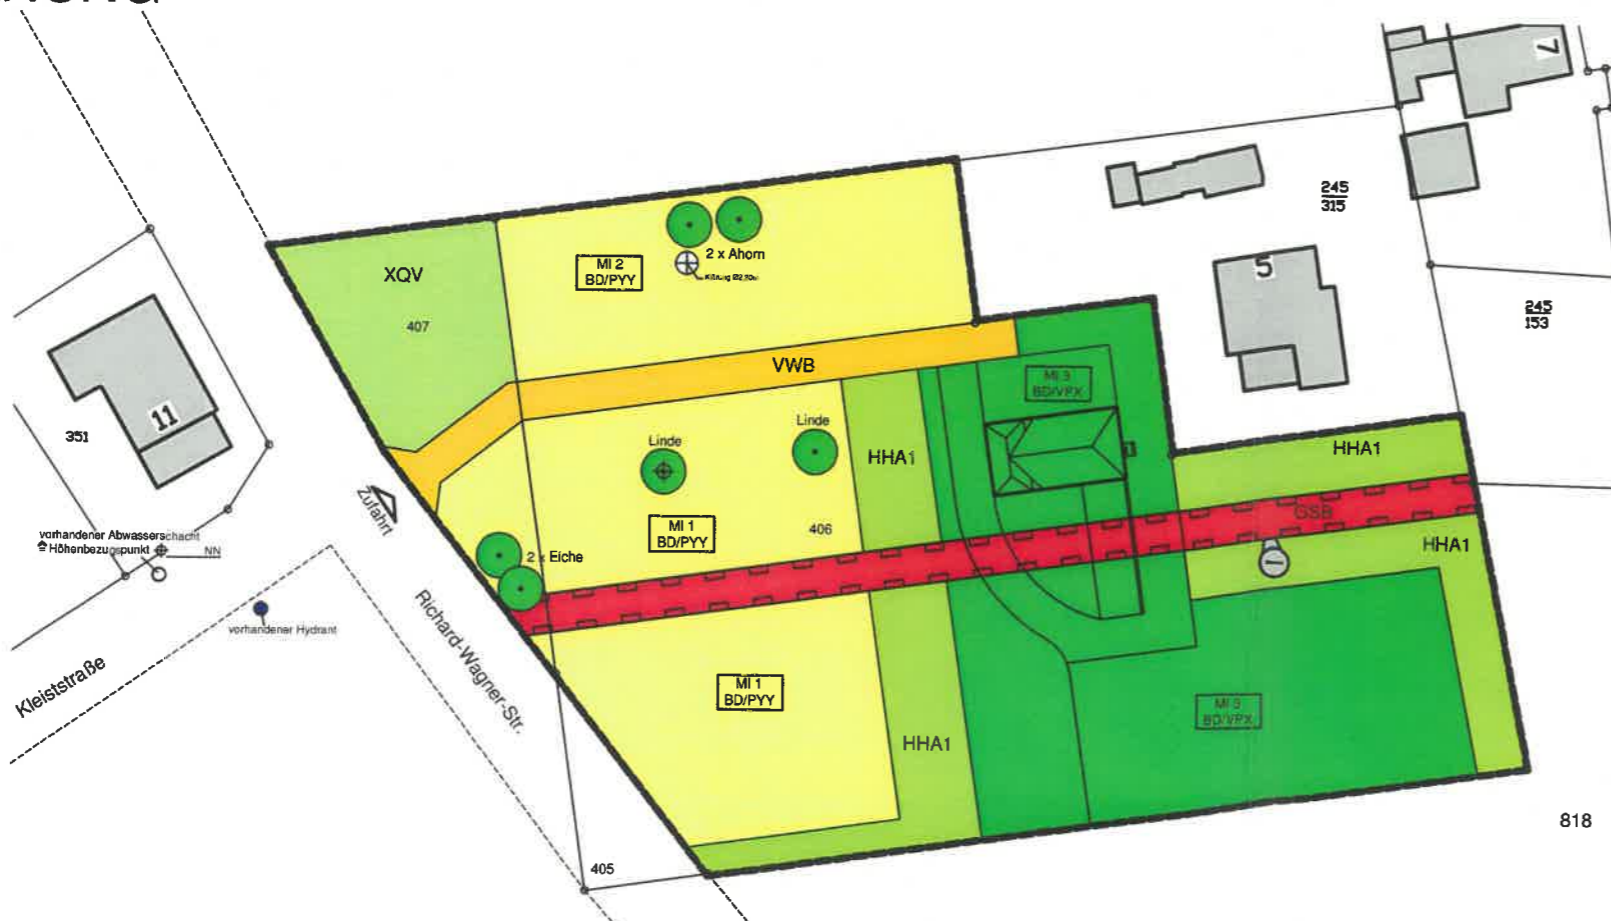 7
245
315
5
245
153
XQV
407
MI 2
BD/PYY
2 x Ahorn
VWB
MI 3
BD/VPX
11
351
Linde
Linde
HHA1
HHA1
Zufahrt
GSB
vorhandener Abwasserschacht
Höhenbezugspunkt
NN
MI 1
BD/PYY
406
2 x Eiche
HHA1
vorhandener Hydrant
Kleiststraße
Richard-Wagner-Str.
MI 1
BD/PYY
MI 3
BD/VPX
HHA1
818
405